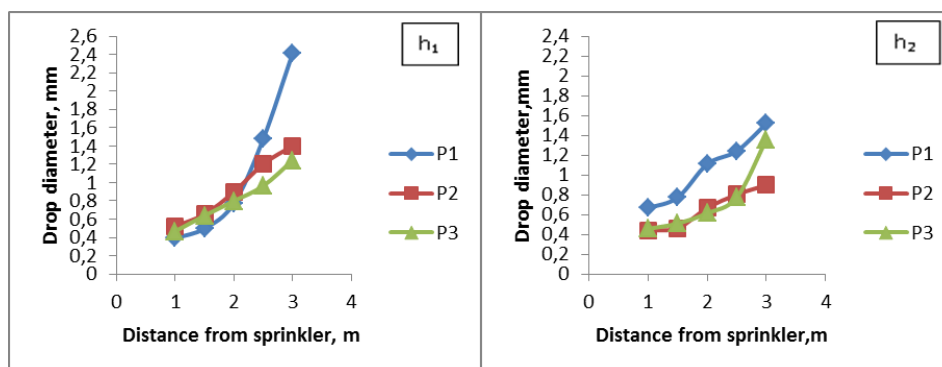 h₁
Drop diameter, mm
2,6
2,4
2,2
2
1,8
1,6
1,4
1,2
1
0,8
0,6
0,4
0,2
0
0 1 2 3 4
Distance from sprinkler, m
P1
P2
P3
h₂
Drop diameter,mm
2,4
2,2
2
1,8
1,6
1,4
1,2
1
0,8
0,6
0,4
0,2
0
0 1 2 3 4
Distance from sprinkler,m
P1
P2
P3